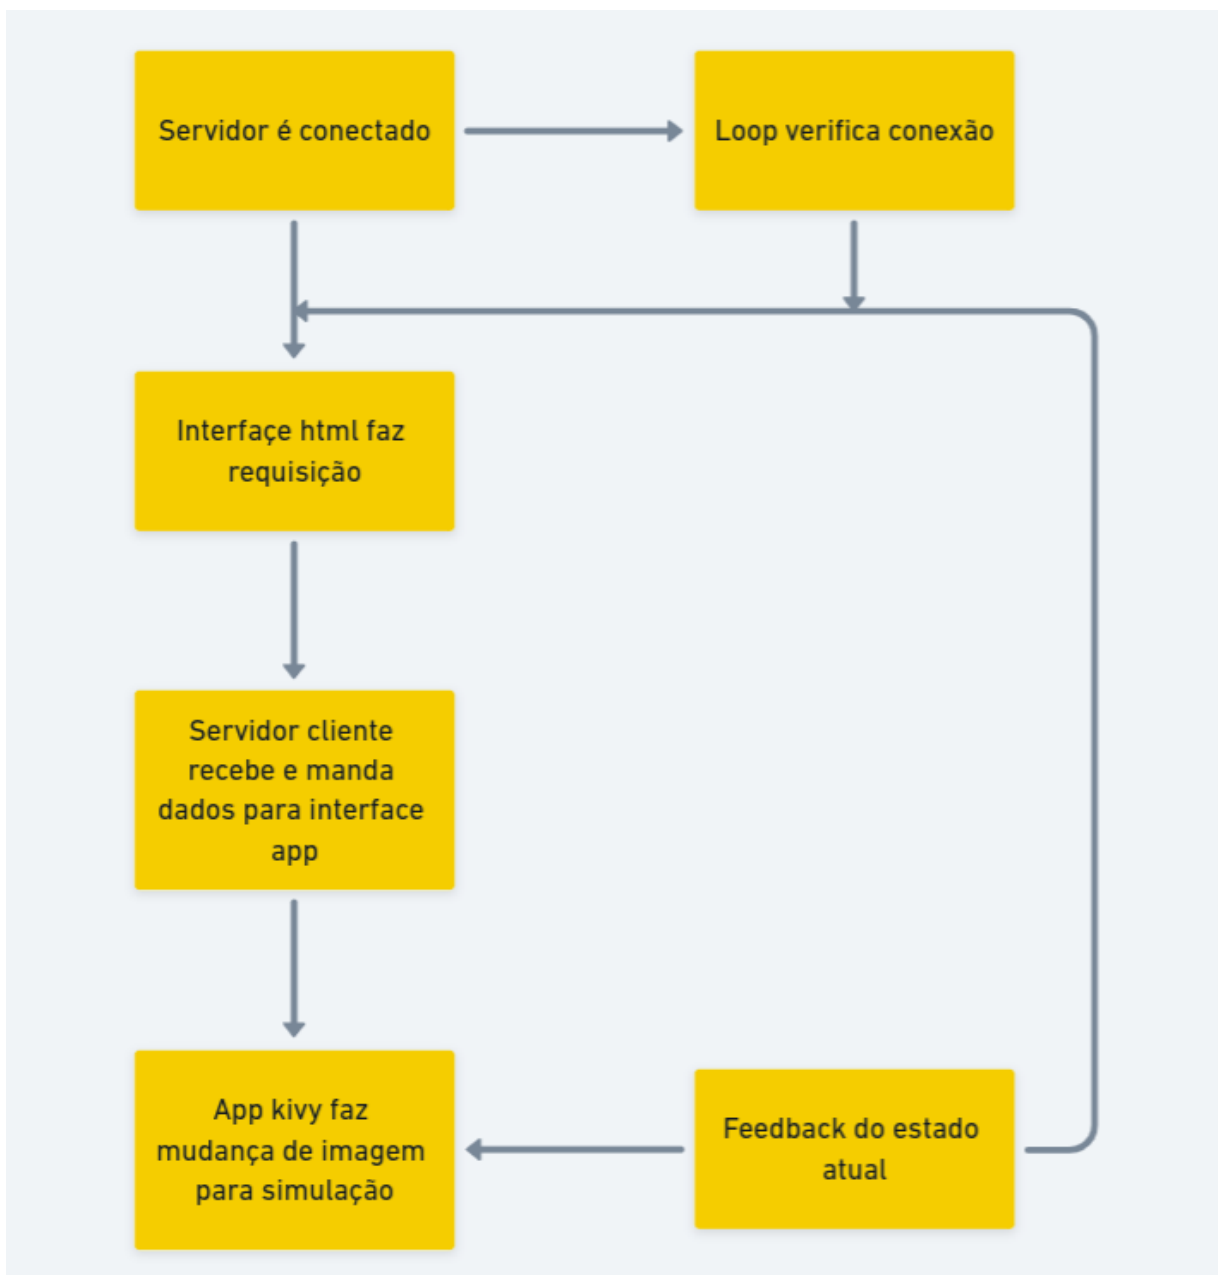 Servidor é conectado
Loop verifica conexão
Interfaçe html faz
requisição
Servidor cliente
recebe e manda
dados para interface
app
App kivy faz
mudança de imagem
para simulação
Feedback do estado
atual